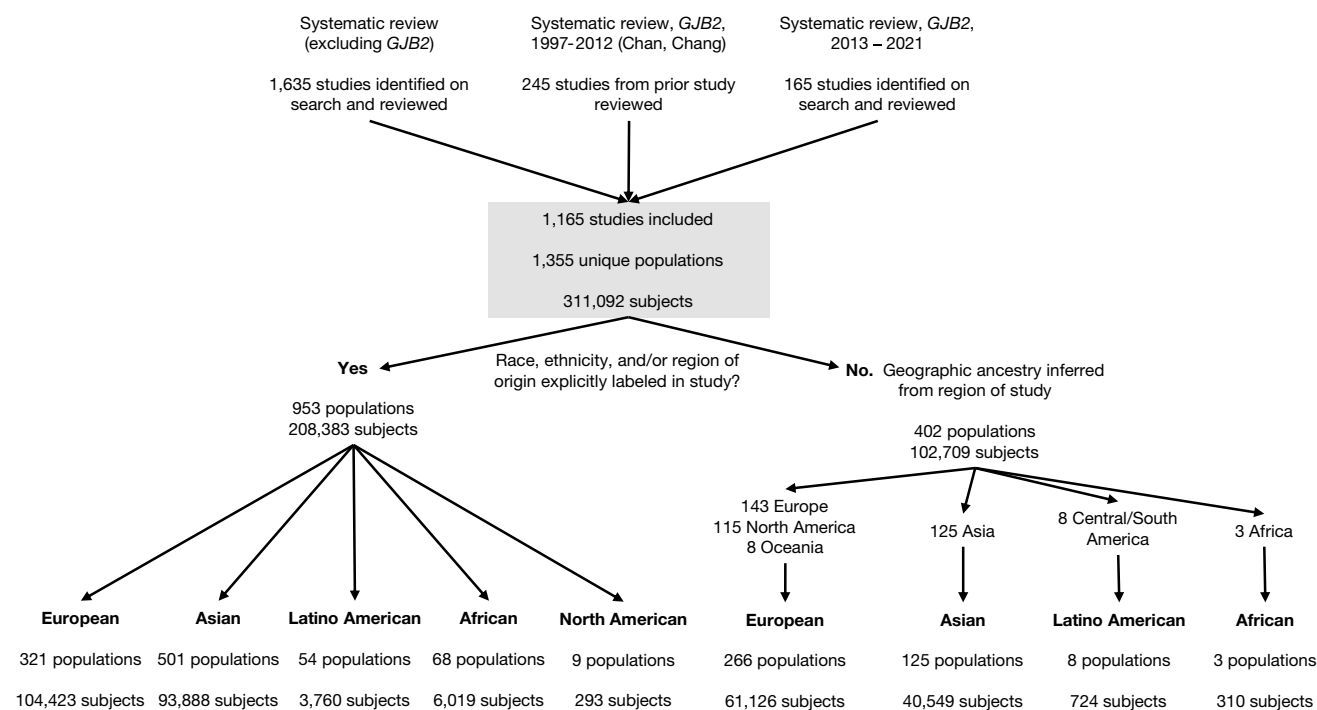 Systematic review
(excluding GJB2)
1,635 studies identified on
search and reviewed
Systematic review, GJB2,
1997-2012 (Chan, Chang)
245 studies from prior study
reviewed
Systematic review, GJB2,
2013 – 2021
165 studies identified on
search and reviewed
1,165 studies included
1,355 unique populations
311,092 subjects
Race, ethnicity, and/or region of
origin explicitly labeled in study?
Yes
953 populations
208,383 subjects
No. Geographic ancestry inferred
from region of study
402 populations
102,709 subjects
143 Europe
115 North America
8 Oceania
125 Asia
8 Central/South
America
3 Africa
European
321 populations
104,423 subjects
Asian
501 populations
93,888 subjects
Latino American
54 populations
3,760 subjects
African
68 populations
6,019 subjects
North American
9 populations
293 subjects
European
266 populations
61,126 subjects
Asian
125 populations
40,549 subjects
Latino American
8 populations
724 subjects
African
3 populations
310 subjects